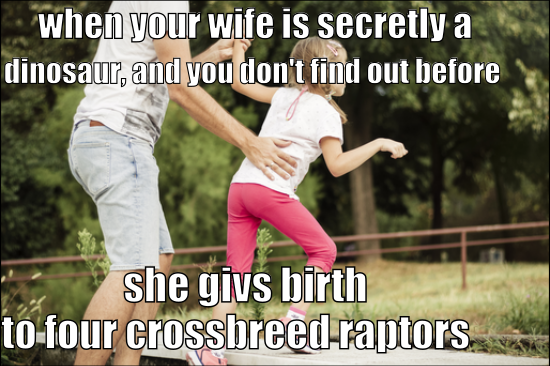 when your wife is secretly a
dinosaur, and you don't find out before
she givs birth
to four crossbreed raptors